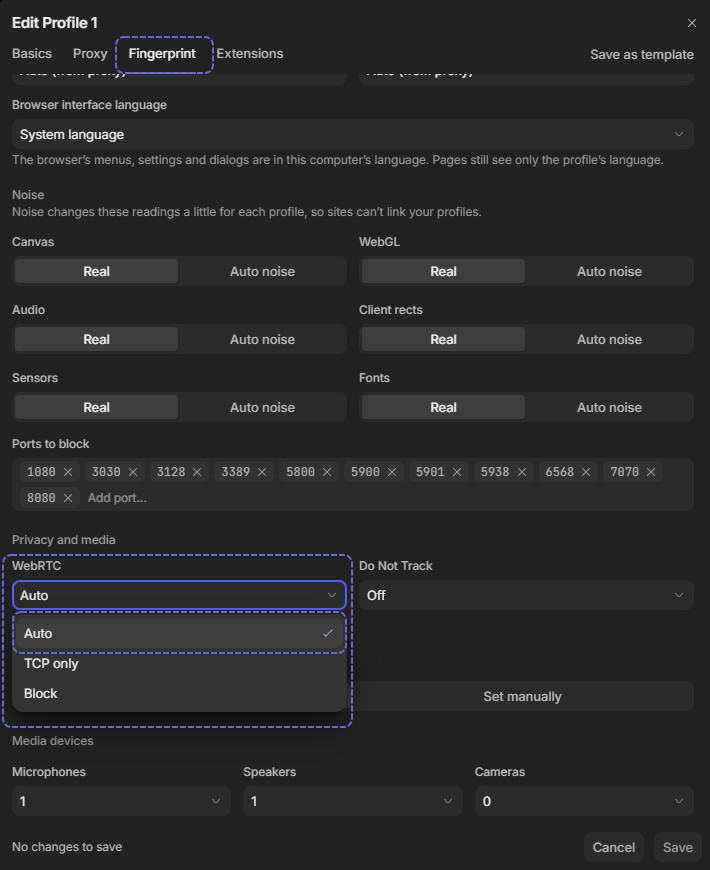 Edit Profile 1
Basics Proxy Fingerprint Extensions Save as template
Auto (from proxy) Auto (from proxy)
Browser interface language
System language
The browser's menus, settings and dialogs are in this computer's language. Pages still see only the profile's language.
Noise
Noise changes these readings a little for each profile, so sites can't link your profiles.
Canvas WebGL
Real Auto noise Real Auto noise
Audio Client rects
Real Auto noise Real Auto noise
Sensors Fonts
Real Auto noise Real Auto noise
Ports to block
1080 3030 3128 3389 5800 5900 5901 5938 6568 7070
8080 Add port...
Privacy and media
WebRTC Do Not Track
Auto Off
Auto
TCP only
Block Set manually
Media devices
Microphones Speakers Cameras
1 1 0
No changes to save Cancel Save